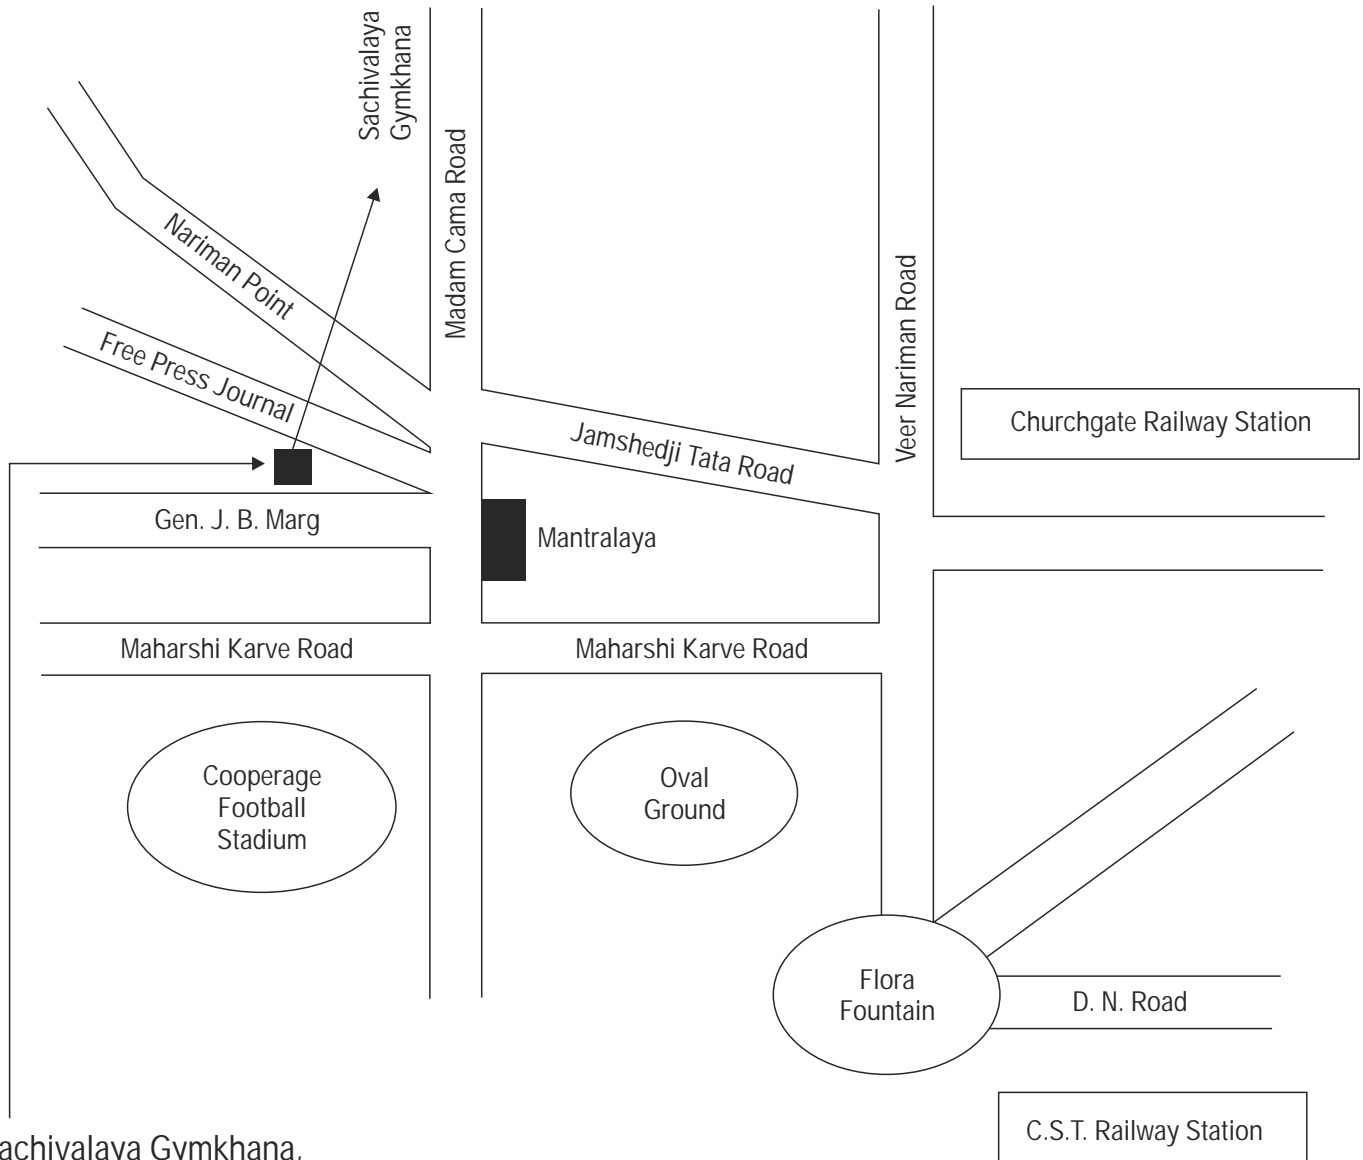 Sachivalaya
Gymkhana
Madam Cama Road
Nariman Point
Free Press Journal
Veer Nariman Road
Churchgate Railway Station
Jamshedji Tata Road
Gen. J. B. Marg
Mantralaya
Maharshi Karve Road
Maharshi Karve Road
Cooperage
Football
Stadium
Oval
Ground
Flora
Fountain
D. N. Road
C.S.T. Railway Station
achivalaya Gymkhana,